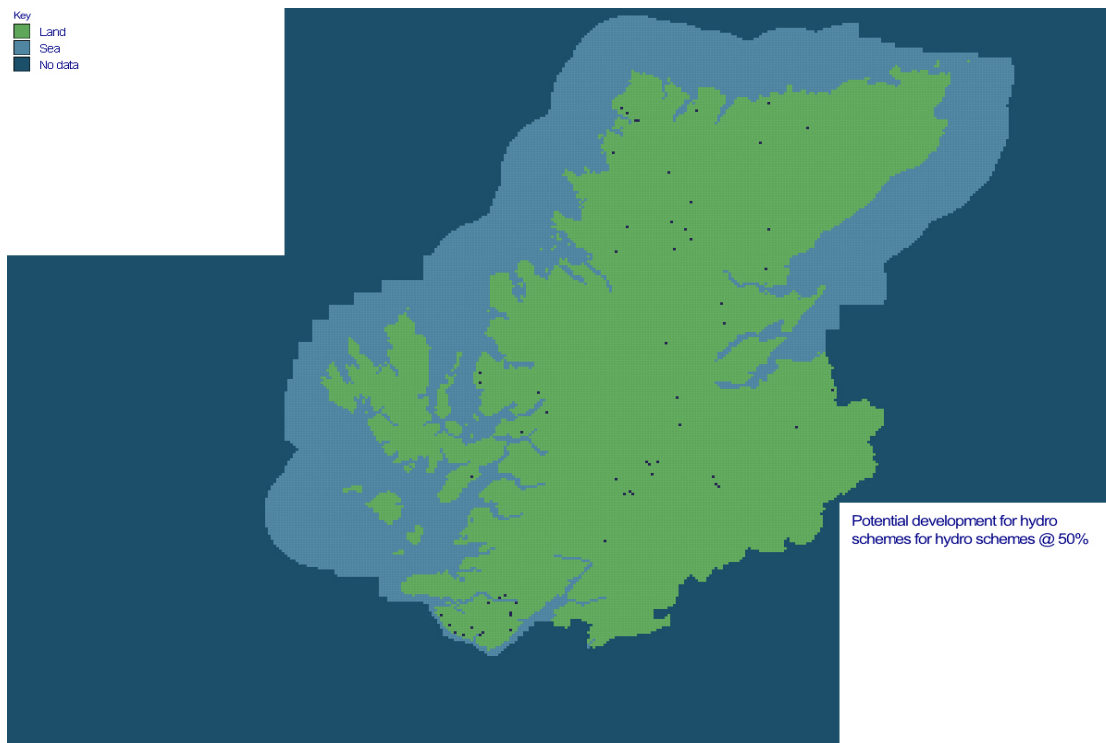 Key
Land
Sea
No data
Potential development for hydro
schemes for hydro schemes @ 50%